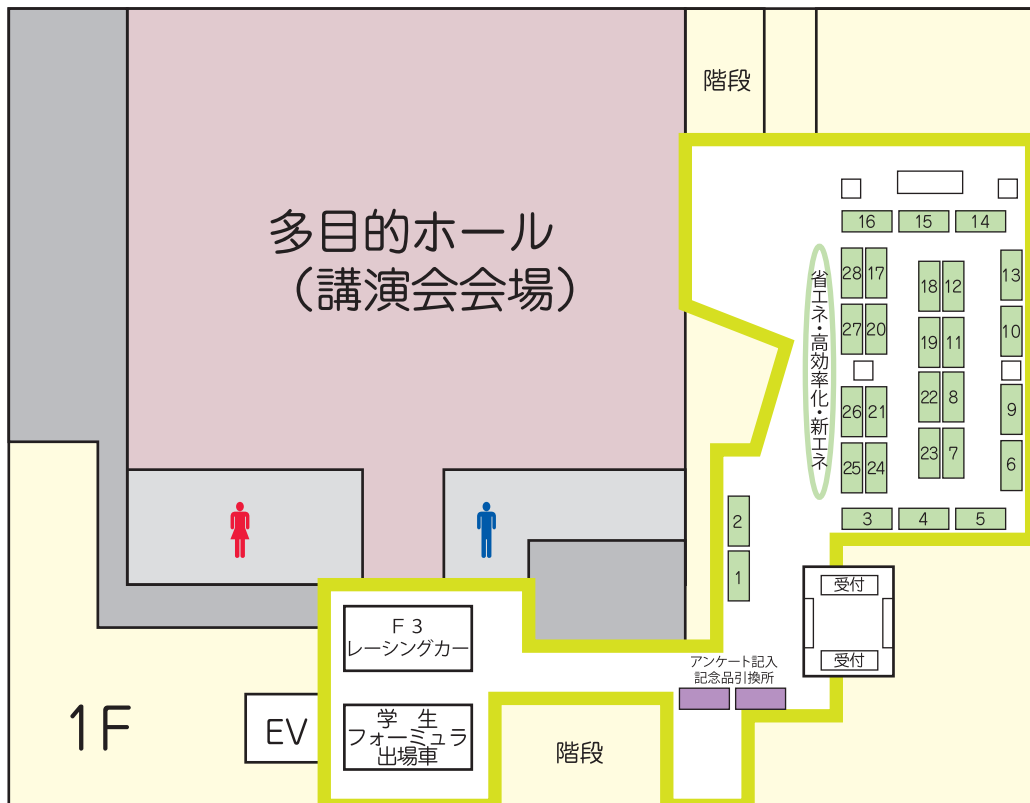 階段
多目的ホール
（講演会会場）
16
15
14
省エネ・高効率化・新エネ
28
17
18
12
13
27
20
19
11
10
26
21
22
8
9
25
24
23
7
6
2
3
4
5
1
受付
受付
F3
レーシングカー
アンケート記入
記念品引換所
1F
EV
学 生
フォーミュラ
出場車
階段